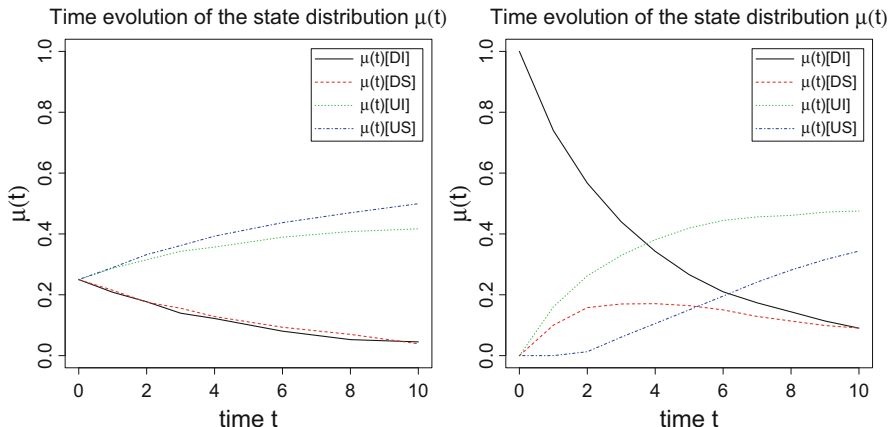 Time evolution of the state distribution μ(t)
μ(t)[DI]
μ(t)[DS]
μ(t)[UI]
μ(t)[US]
μ(t)
1.0
0.8
0.6
0.4
0.2
0.0
0 2 4 6 8 10
time t
Time evolution of the state distribution μ(t)
μ(t)[DI]
μ(t)[DS]
μ(t)[UI]
μ(t)[US]
μ(t)
1.0
0.8
0.6
0.4
0.2
0.0
0 2 4 6 8 10
time t